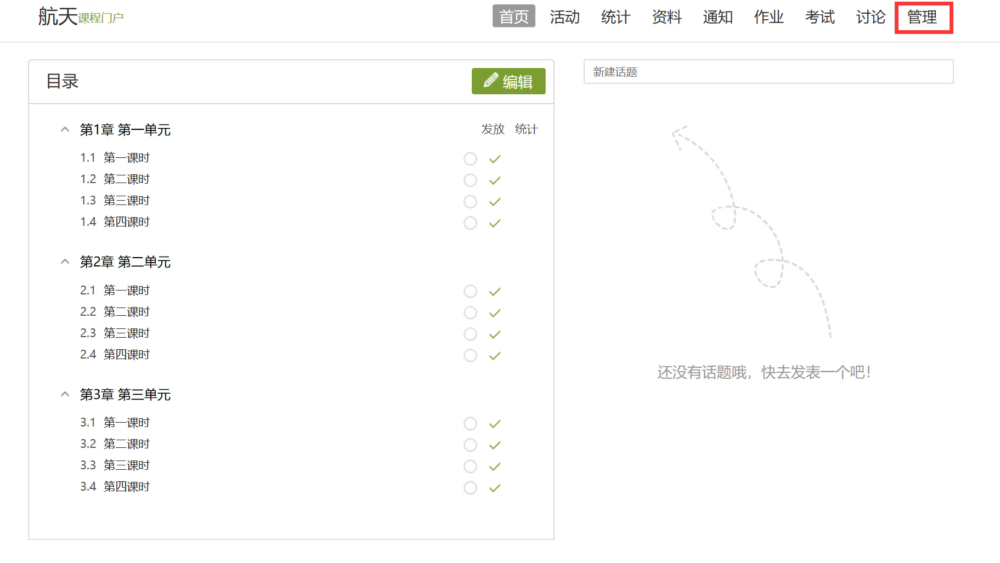 航天课程门户
首页 活动 统计 资料 通知 作业 考试 讨论 管理
目录
编辑
新建话题
第1章 第一单元
发放 统计
1.1 第一课时
1.2 第二课时
1.3 第三课时
1.4 第四课时
第2章 第二单元
2.1 第一课时
2.2 第二课时
2.3 第三课时
2.4 第四课时
第3章 第三单元
3.1 第一课时
3.2 第二课时
3.3 第三课时
3.4 第四课时
还没有话题哦，快去发表一个吧！